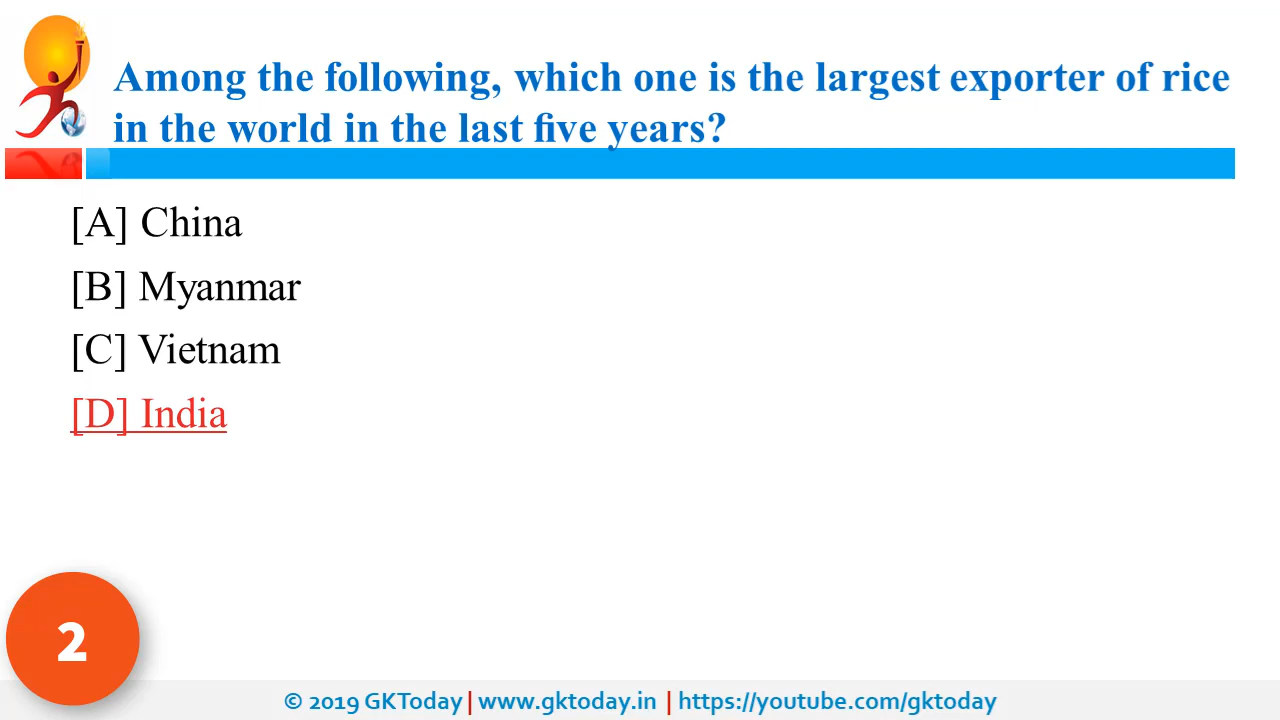 Among the following, which one is the largest exporter of rice
in the world in the last five years?
[A] China
[B] Myanmar
[C] Vietnam
[D] India
2
© 2019 GKToday | www.gktoday.in | https://youtube.com/gktoday